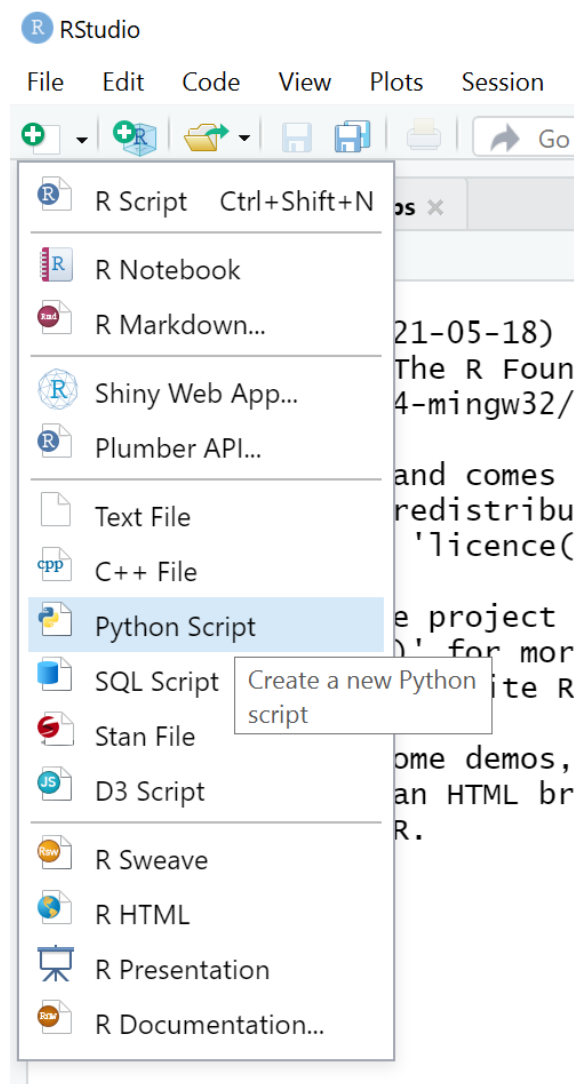 RStudio
File Edit Code View Plots Session
Go
R Script Ctrl+Shift+N
os ×
R Notebook
R Markdown...
21-05-18)
The R Foun
Shiny Web App...
4-mingw32/
Plumber API...
and comes
Text File
redistribu
'licence(
C++ File
Python Script
e project
)' for mor
SQL Script
Create a new Python
script
ite R
Stan File
ome demos,
D3 Script
an HTML br
R.
R Sweave
R HTML
R Presentation
R Documentation...